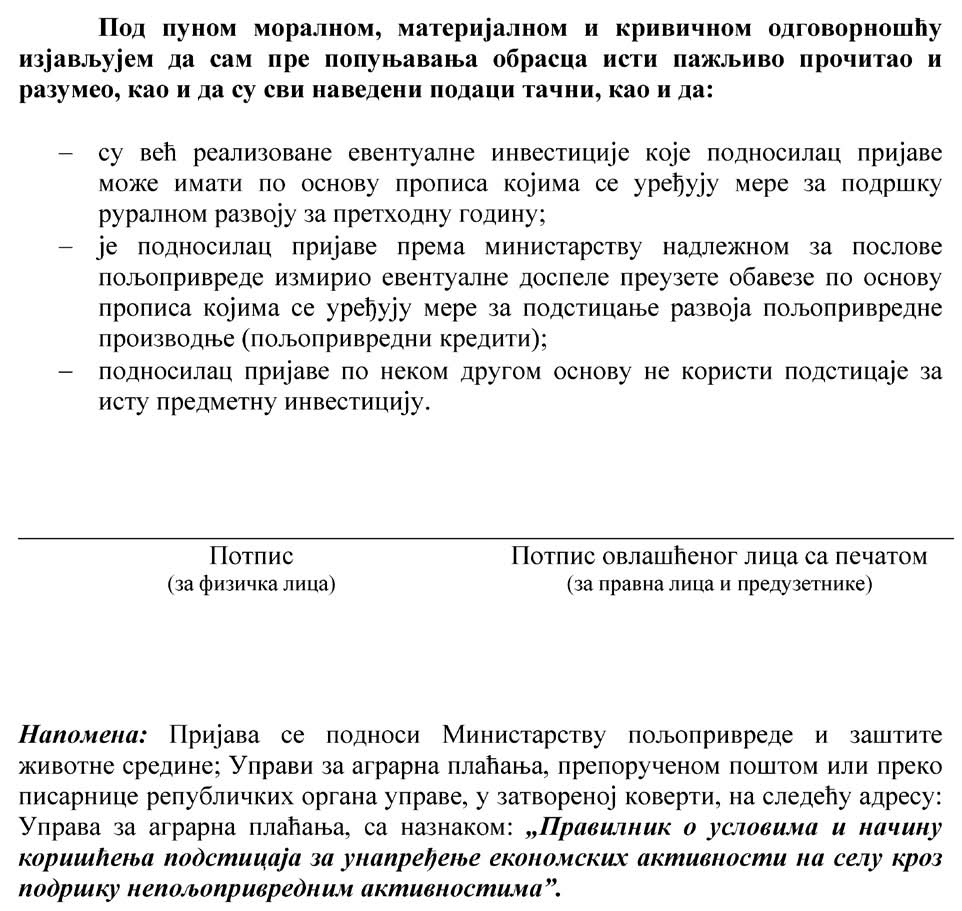 Под пуном моралном, материјалном и кривичном одговорношћу
изјављујем да сам пре попуњавања обрасца исти пажљиво прочитао и
разумео, као и да су сви наведени подаци тачни, као и да:
– су већ реализоване евентуалне инвестиције које подносилац пријаве
може имати по основу прописа којима се уређују мере за подршку
руралном развоју за претходну годину;
– је подносилац пријаве према министарству надлежном за послове
пољопривреде измирио евентуалне доспеле преузете обавезе по основу
прописа којима се уређују мере за подстицање развоја пољопривредне
производње (пољопривредни кредити);
– подносилац пријаве по неком другом основу не користи подстицаје за
исту предметну инвестицију.
Потпис
(за физичка лица)
Потпис овлашћеног лица са печатом
(за правна лица и предузетнике)
Напомена: Пријава се подноси Министарству пољопривреде и заштите
животне средине; Управи за аграрна плаћања, препорученом поштом или преко
писарнице републичких органа управе, у затвореној коверти, на следећу адресу:
Управа за аграрна плаћања, са назнаком: „Правилник о условима и начину
коришћења подстицаја за унапређење економских активности на селу кроз
подршку непољопривредним активностима”.